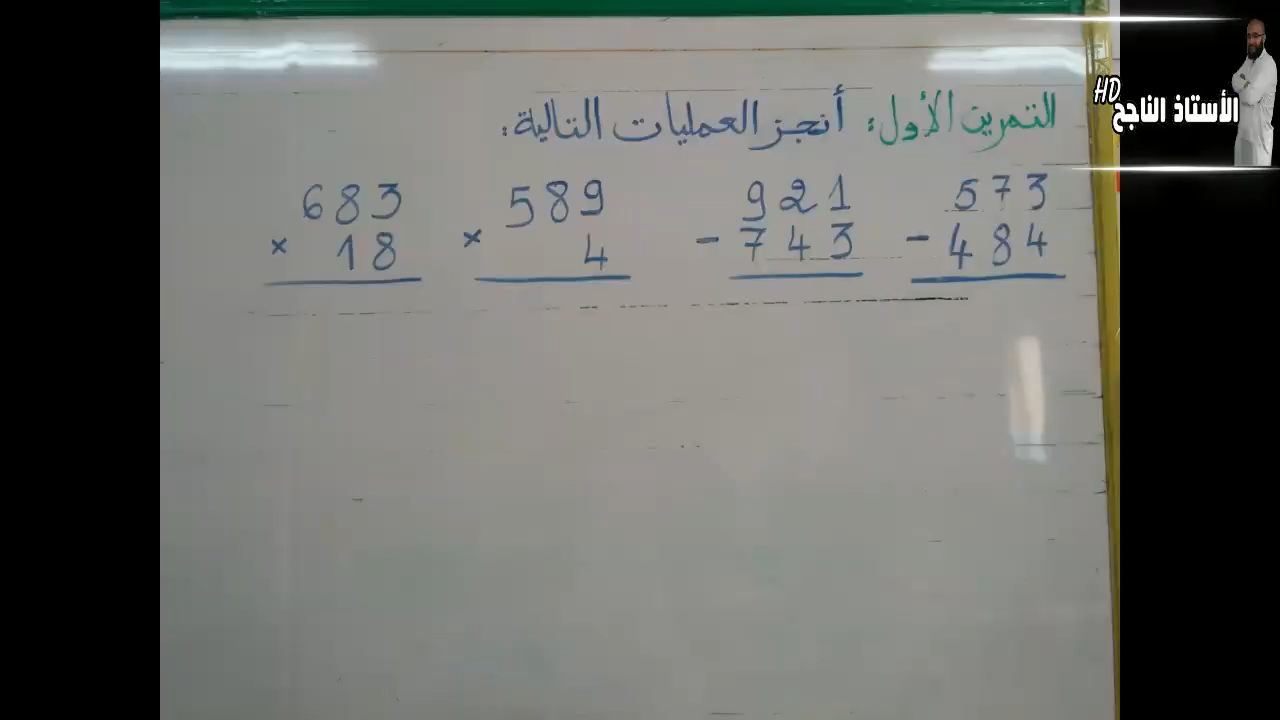 التمرين الأول: أنجز العمليات التالية:
683 589 921 573
× 18 × 4 - 743 - 484
الأستاذ الناجح HD